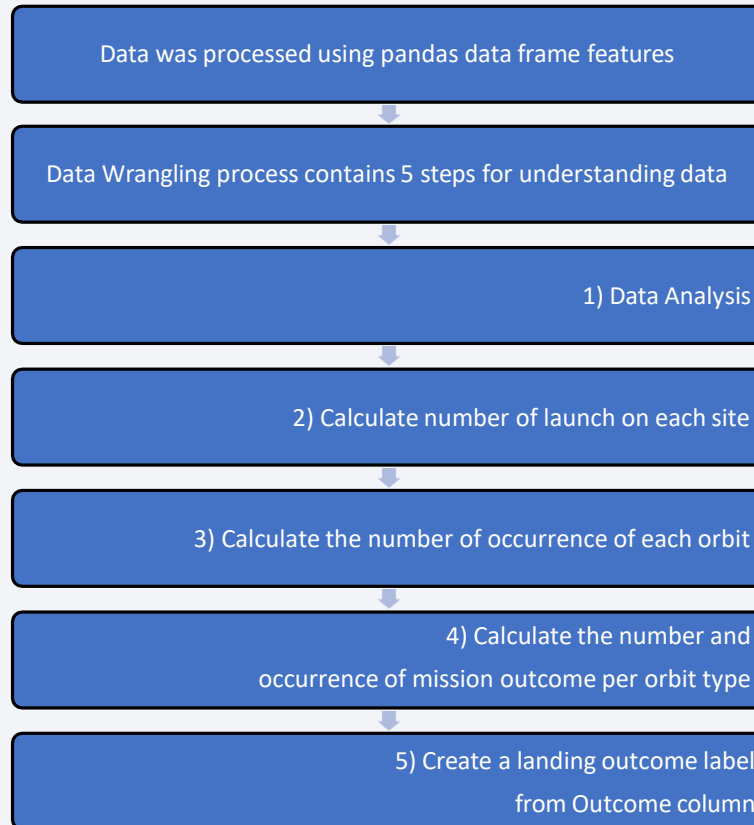 Data was processed using pandas data frame features
Data Wrangling process contains 5 steps for understanding data
1) Data Analysis
2) Calculate number of launch on each site
3) Calculate the number of occurrence of each orbit
4) Calculate the number and
occurrence of mission outcome per orbit type
5) Create a landing outcome label
from Outcome column